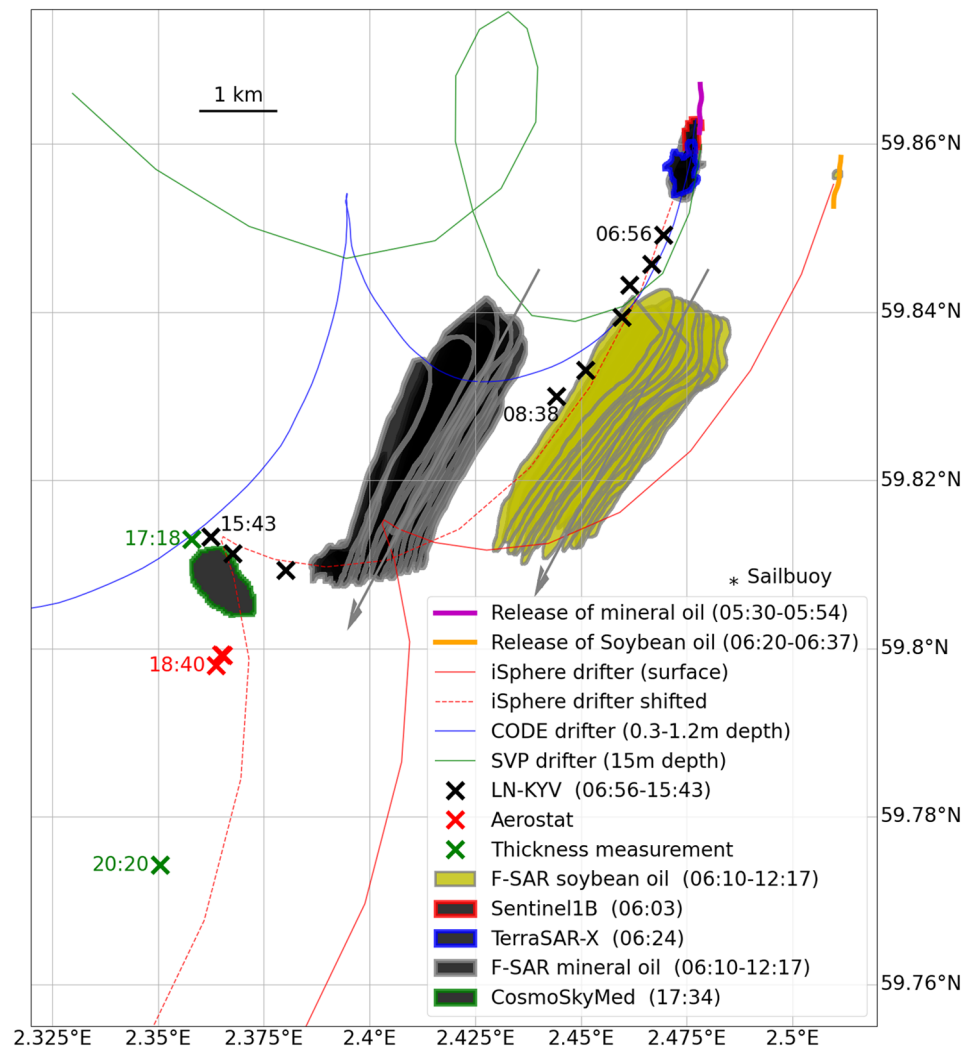 1 km
59.86°N
06:56
59.84°N
08:38
59.82°N
15:43
17:18
* Sailbuoy
Release of mineral oil (05:30-05:54)
Release of Soybean oil (06:20-06:37)
59.8°N
18:40
iSphere drifter (surface)
iSphere drifter shifted
CODE drifter (0.3-1.2m depth)
SVP drifter (15m depth)
LN-KYV  (06:56-15:43)
59.78°N
Aerostat
Thickness measurement
20:20
F-SAR soybean oil  (06:10-12:17)
Sentinel1B  (06:03)
TerraSAR-X  (06:24)
F-SAR mineral oil  (06:10-12:17)
59.76°N
CosmoSkyMed  (17:34)
2.325°E 2.35°E 2.375°E 2.4°E 2.425°E 2.45°E 2.475°E 2.5°E